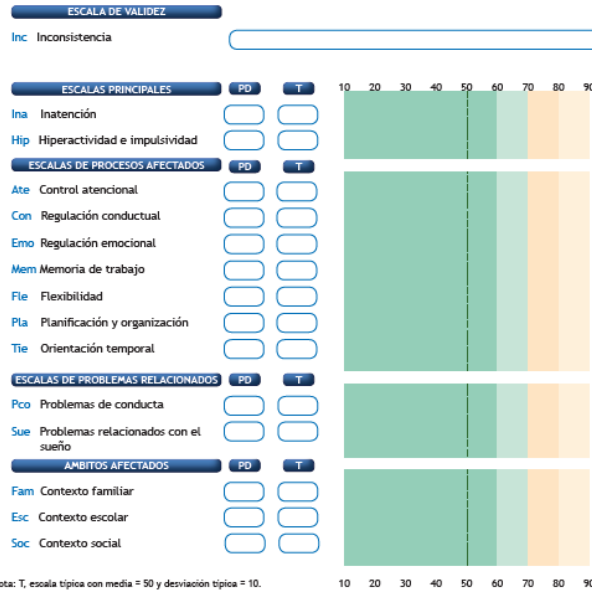 ESCALA DE VALIDEZ
Inc Inconsistencia
ESCALAS PRINCIPALES PD T 10 20 30 40 50 60 70 80 90
Ina Inatención
Hip Hiperactividad e impulsividad
ESCALAS DE PROCESOS AFECTADOS PD T
Ate Control atencional
Con Regulación conductual
Emo Regulación emocional
Mem Memoria de trabajo
Fle Flexibilidad
Pla Planificación y organización
Tie Orientación temporal
ESCALAS DE PROBLEMAS RELACIONADOS PD T
Pco Problemas de conducta
Sue Problemas relacionados con el
sueño
AMBITOS AFECTADOS PD T
Fam Contexto familiar
Esc Contexto escolar
Soc Contexto social
ota: T, escala típica con media = 50 y desviación típica = 10. 10 20 30 40 50 60 70 80 90